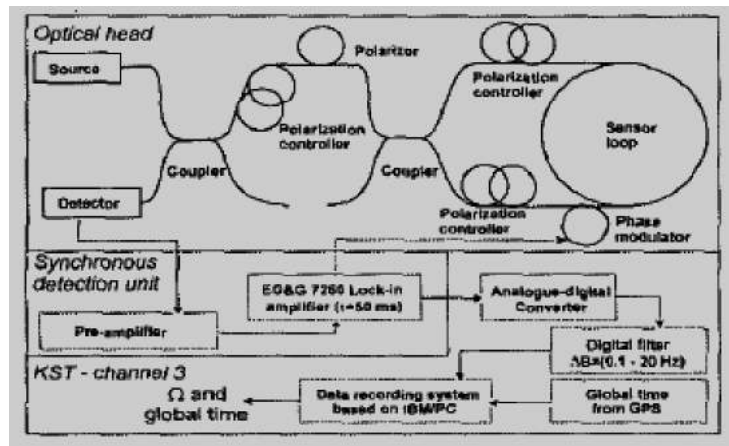 Optical head
Source
Polarizer
Polarization
controller
Polarization
controller
Sensor
loop
Coupler
Coupler
Detector
Polarization
controller
Phase
modulator
Synchronous
detection unit
EG&G 7260 Lock-in
amplifier (τ=50 ms)
Analogue-digital
Converter
Pre-amplifier
Digital filter
ΔB=(0.1 - 20 Hz)
KST - channel 3
Ω and
global time
Data recording system
based on IBM/PC
Global time
from GPS